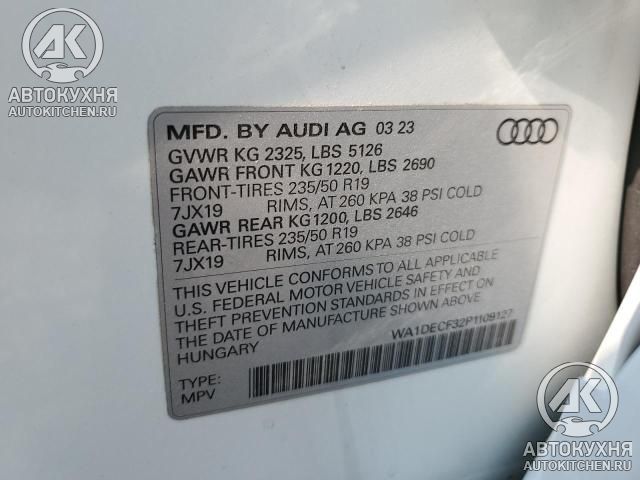 АК
АВТОКУХНЯ
AUTOKITCHEN.RU
MFD. BY AUDI AG 03 23
GVWR KG 2325, LBS 5126
GAWR FRONT KG 1220, LBS 2690
FRONT-TIRES 235/50 R19
7JX19 RIMS, AT 260 KPA 38 PSI COLD
GAWR REAR KG1200, LBS 2646
REAR-TIRES 235/50 R19
7JX19 RIMS, AT 260 KPA 38 PSI COLD
THIS VEHICLE CONFORMS TO ALL APPLICABLE
U.S. FEDERAL MOTOR VEHICLE SAFETY AND
THEFT PREVENTION STANDARDS IN EFFECT ON
THE DATE OF MANUFACTURE SHOWN ABOVE.
HUNGARY
WA1DECF32P1109127
TYPE:
MPV
АК
АВТОКУХНЯ
AUTOKITCHEN.RU